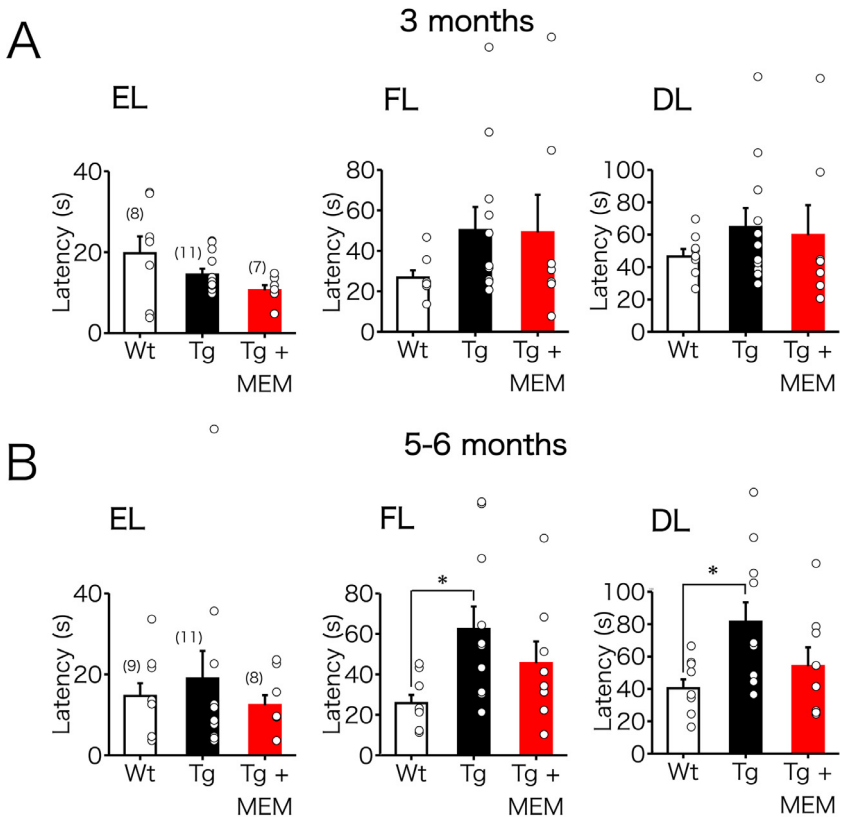 A
3 months
EL
FL
DL
Latency (s)
40
20
0
(8)
(11)
(7)
Wt
Tg
Tg +
MEM
Latency (s)
80
60
40
20
0
Wt
Tg
Tg +
MEM
Latency (s)
100
80
60
40
20
0
Wt
Tg
Tg +
MEM
B
5-6 months
EL
FL
DL
Latency (s)
40
20
0
(9)
(11)
(8)
Wt
Tg
Tg +
MEM
Latency (s)
80
60
40
20
0
*
Wt
Tg
Tg +
MEM
Latency (s)
100
80
60
40
20
0
*
Wt
Tg
Tg +
MEM